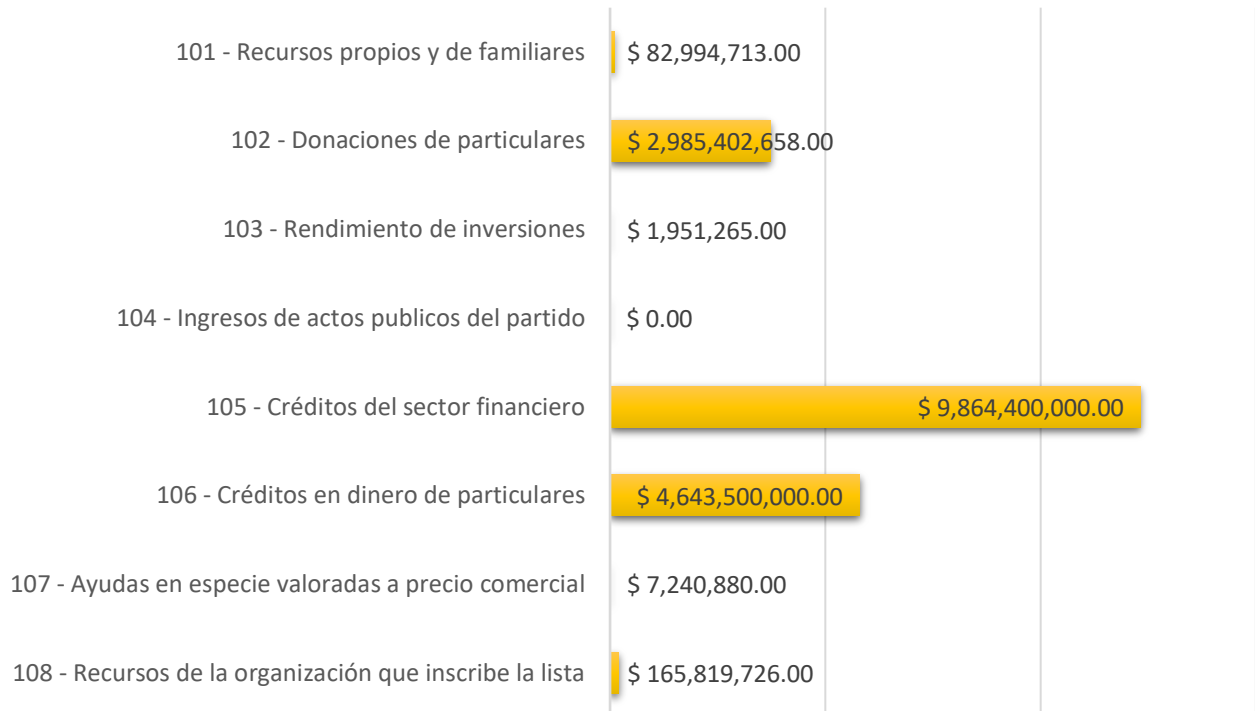 101 - Recursos propios y de familiares $ 82,994,713.00
102 - Donaciones de particulares $ 2,985,402,658.00
103 - Rendimiento de inversiones $ 1,951,265.00
104 - Ingresos de actos publicos del partido $ 0.00
105 - Créditos del sector financiero $ 9,864,400,000.00
106 - Créditos en dinero de particulares $ 4,643,500,000.00
107 - Ayudas en especie valoradas a precio comercial $ 7,240,880.00
108 - Recursos de la organización que inscribe la lista $ 165,819,726.00